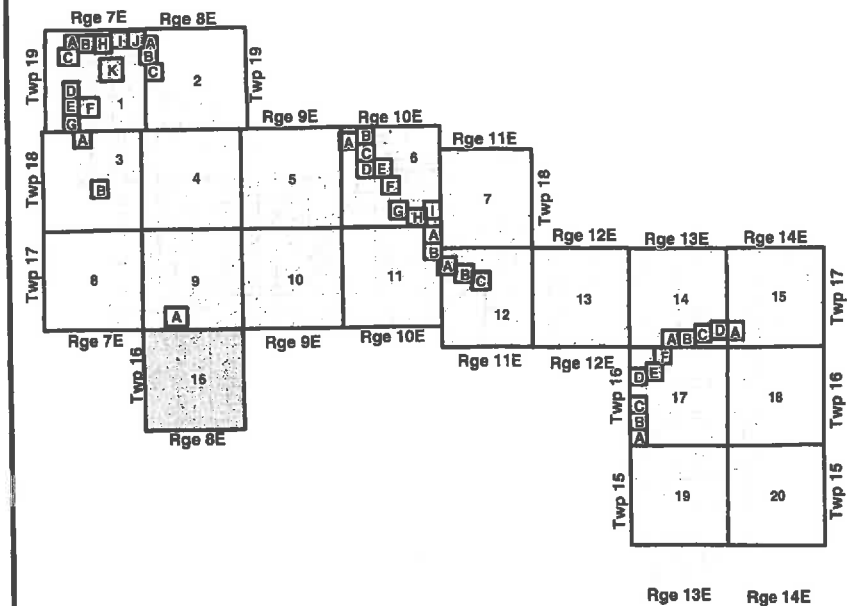 Rge 7E Rge 8E
Twp 19
A B H I J A
C B
K C 2 Twp 19
D
E F 1
G
Rge 9E Rge 10E
A B
Rge 11E
Twp 18 3 4 5 C 6
D E
B F
G H I 7 Twp 18
A Rge 12E Rge 13E Rge 14E
Twp 17 8 9 10 11 B
A B C 13 14 15 Twp 17
A 12
A B C D A
Rge 7E Rge 9E Rge 10E
Rge 11E Rge 12E
Twp 16 16 Twp 16 F
D E
C 17 18 Twp 16
B
A
Rge 8E
Twp 15 19 20 Twp 15
Rge 13E Rge 14E